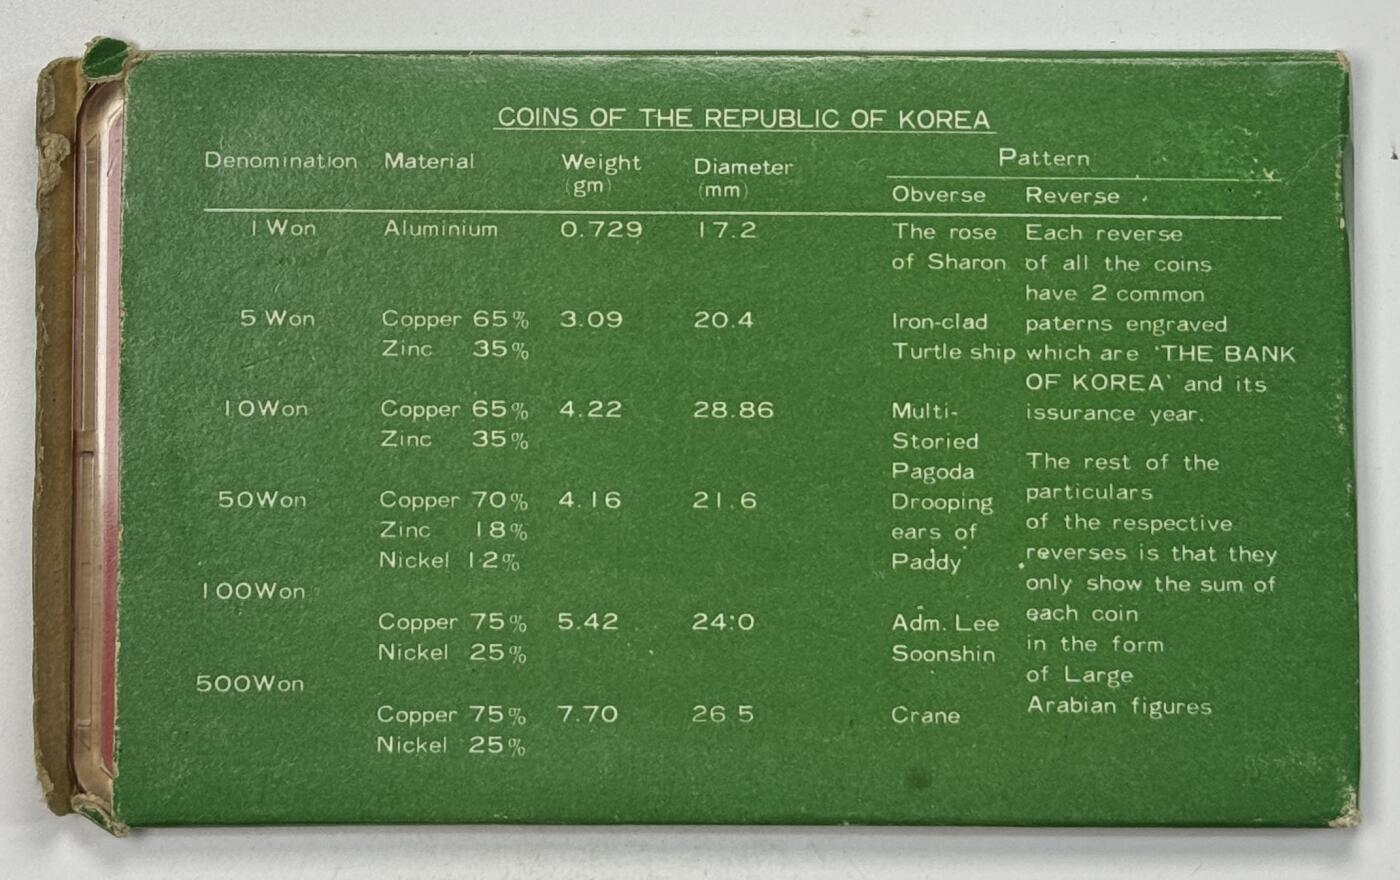 COINS OF THE REPUBLIC OF KOREA
Denomination Material Weight (gm) Diameter (mm) Pattern
Obverse Reverse
1 Won Aluminium 0.729 17.2 The rose Each reverse
of Sharon of all the coins
have 2 common
5 Won Copper 65% 3.09 20.4 Iron-clad paterns engraved
Zinc 35% Turtle ship which are 'THE BANK
OF KOREA' and its
10Won Copper 65% 4.22 28.86 Multi- issurance year.
Zinc 35% Storied
Pagoda The rest of the
50Won Copper 70% 4.16 21.6 Drooping particulars
Zinc 18% ears of of the respective
Nickel 12% Paddy reverses is that they
100Won only show the sum of
Copper 75% 5.42 24.0 Adm. Lee each coin
Nickel 25% Soonshin in the form
500Won of Large
Copper 75% 7.70 26.5 Crane Arabian figures
Nickel 25%